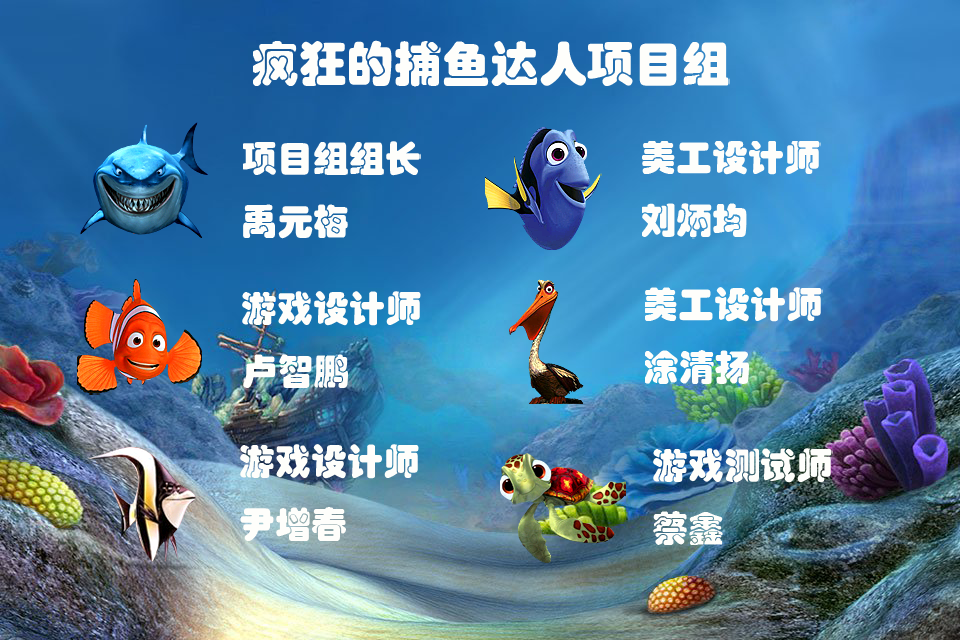 疯狂的捕鱼达人项目组
项目组组长
禹元梅
美工设计师
刘炳均
游戏设计师
卢智鹏
美工设计师
涂清扬
游戏设计师
尹增春
游戏测试师
蔡鑫